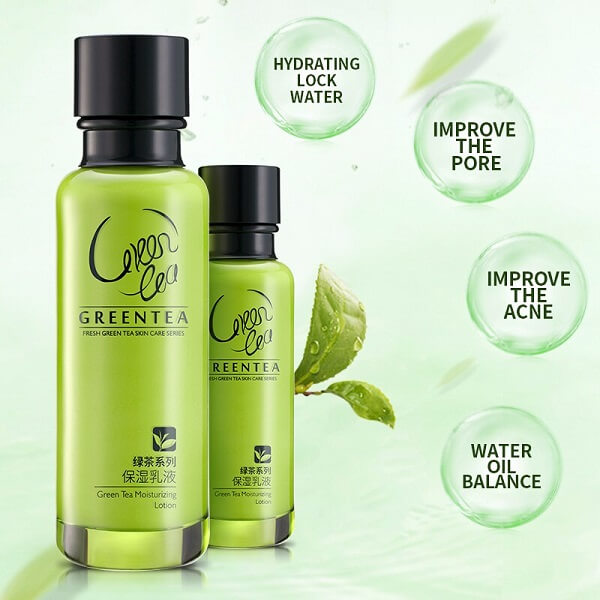 Green
tea
GREENTEA
FRESH GREEN TEA SKIN CARE SERIES
绿茶系列
保湿乳液
Green Tea Moisturizing
Lotion
Green
tea
GREENTEA
FRESH GREEN TEA SKIN CARE SERIES
绿茶系列
保湿乳液
Green Tea Moisturizing
Lotion
HYDRATING
LOCK
WATER
IMPROVE
THE
PORE
IMPROVE
THE
ACNE
WATER
OIL
BALANCE